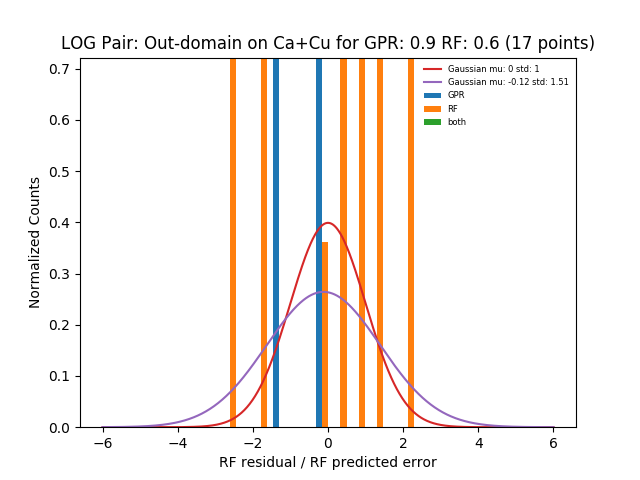 LOG Pair: Out-domain on Ca+Cu for GPR: 0.9 RF: 0.6 (17 points)
Gaussian mu: 0 std: 1
Gaussian mu: -0.12 std: 1.51
GPR
RF
both
Normalized Counts
0.7
0.6
0.5
0.4
0.3
0.2
0.1
0.0
−6 −4 −2 0 2 4 6
RF residual / RF predicted error